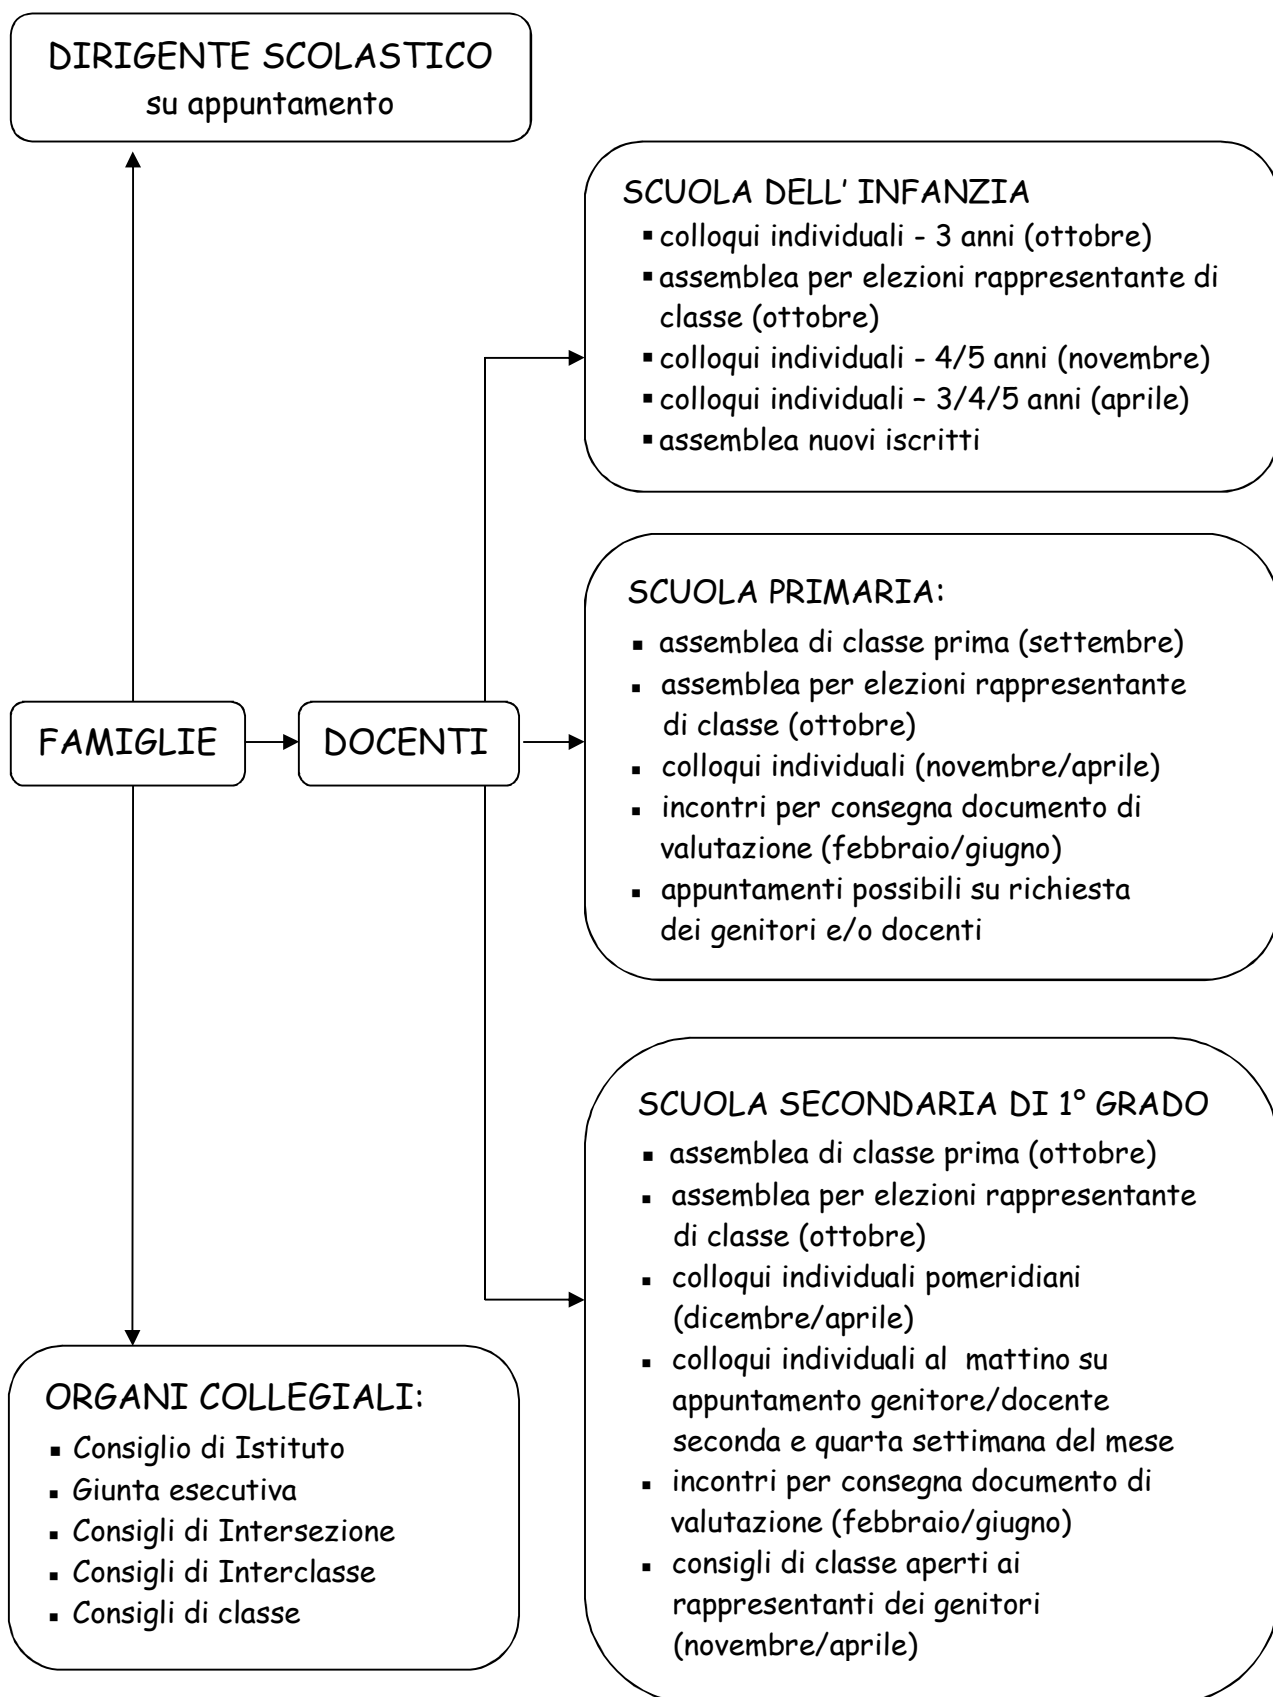 DIRIGENTE SCOLASTICO
su appuntamento
SCUOLA DELL' INFANZIA
▪ colloqui individuali - 3 anni (ottobre)
▪ assemblea per elezioni rappresentante di
classe (ottobre)
▪ colloqui individuali - 4/5 anni (novembre)
▪ colloqui individuali – 3/4/5 anni (aprile)
▪ assemblea nuovi iscritti
SCUOLA PRIMARIA:
▪ assemblea di classe prima (settembre)
▪ assemblea per elezioni rappresentante
di classe (ottobre)
▪ colloqui individuali (novembre/aprile)
▪ incontri per consegna documento di
valutazione (febbraio/giugno)
▪ appuntamenti possibili su richiesta
dei genitori e/o docenti
FAMIGLIE
DOCENTI
SCUOLA SECONDARIA DI 1° GRADO
▪ assemblea di classe prima (ottobre)
▪ assemblea per elezioni rappresentante
di classe (ottobre)
▪ colloqui individuali pomeridiani
(dicembre/aprile)
▪ colloqui individuali al mattino su
appuntamento genitore/docente
seconda e quarta settimana del mese
▪ incontri per consegna documento di
valutazione (febbraio/giugno)
▪ consigli di classe aperti ai
rappresentanti dei genitori
(novembre/aprile)
ORGANI COLLEGIALI:
▪ Consiglio di Istituto
▪ Giunta esecutiva
▪ Consigli di Intersezione
▪ Consigli di Interclasse
▪ Consigli di classe